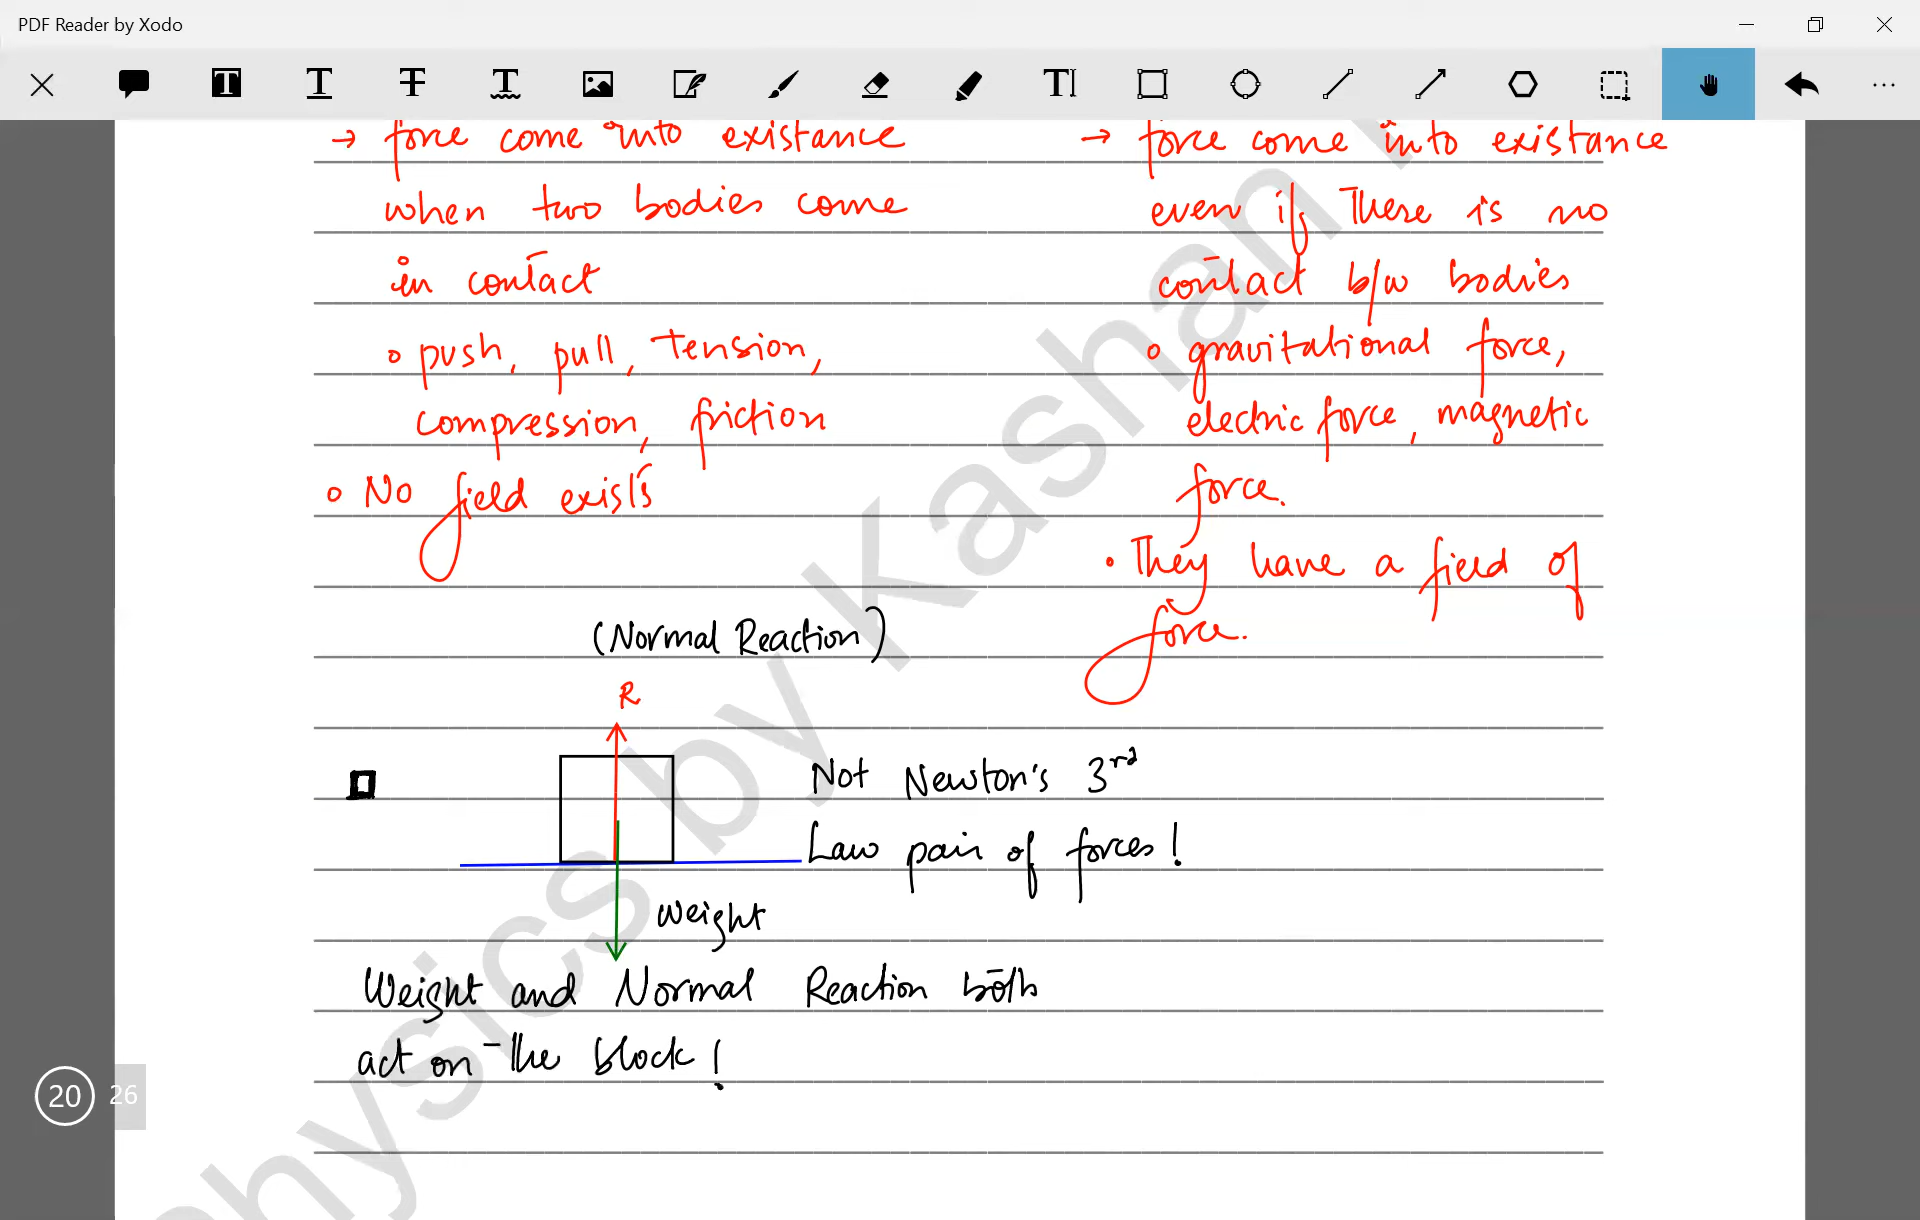 PDF Reader by Xodo
→ force come into existance
when two bodies come
in contact
• push, pull, tension,
compression, friction
• No field exists
→ force come into existance
even if There is no
contact b/w bodies
• gravitational force,
electric force, magnetic
force.
• They have a field of
force.
(Normal Reaction)
R
Not Newton's 3rd
Law pair of forces!
Weight
Weight and Normal Reaction both
act on the block!
20 26
Physics by Kashan